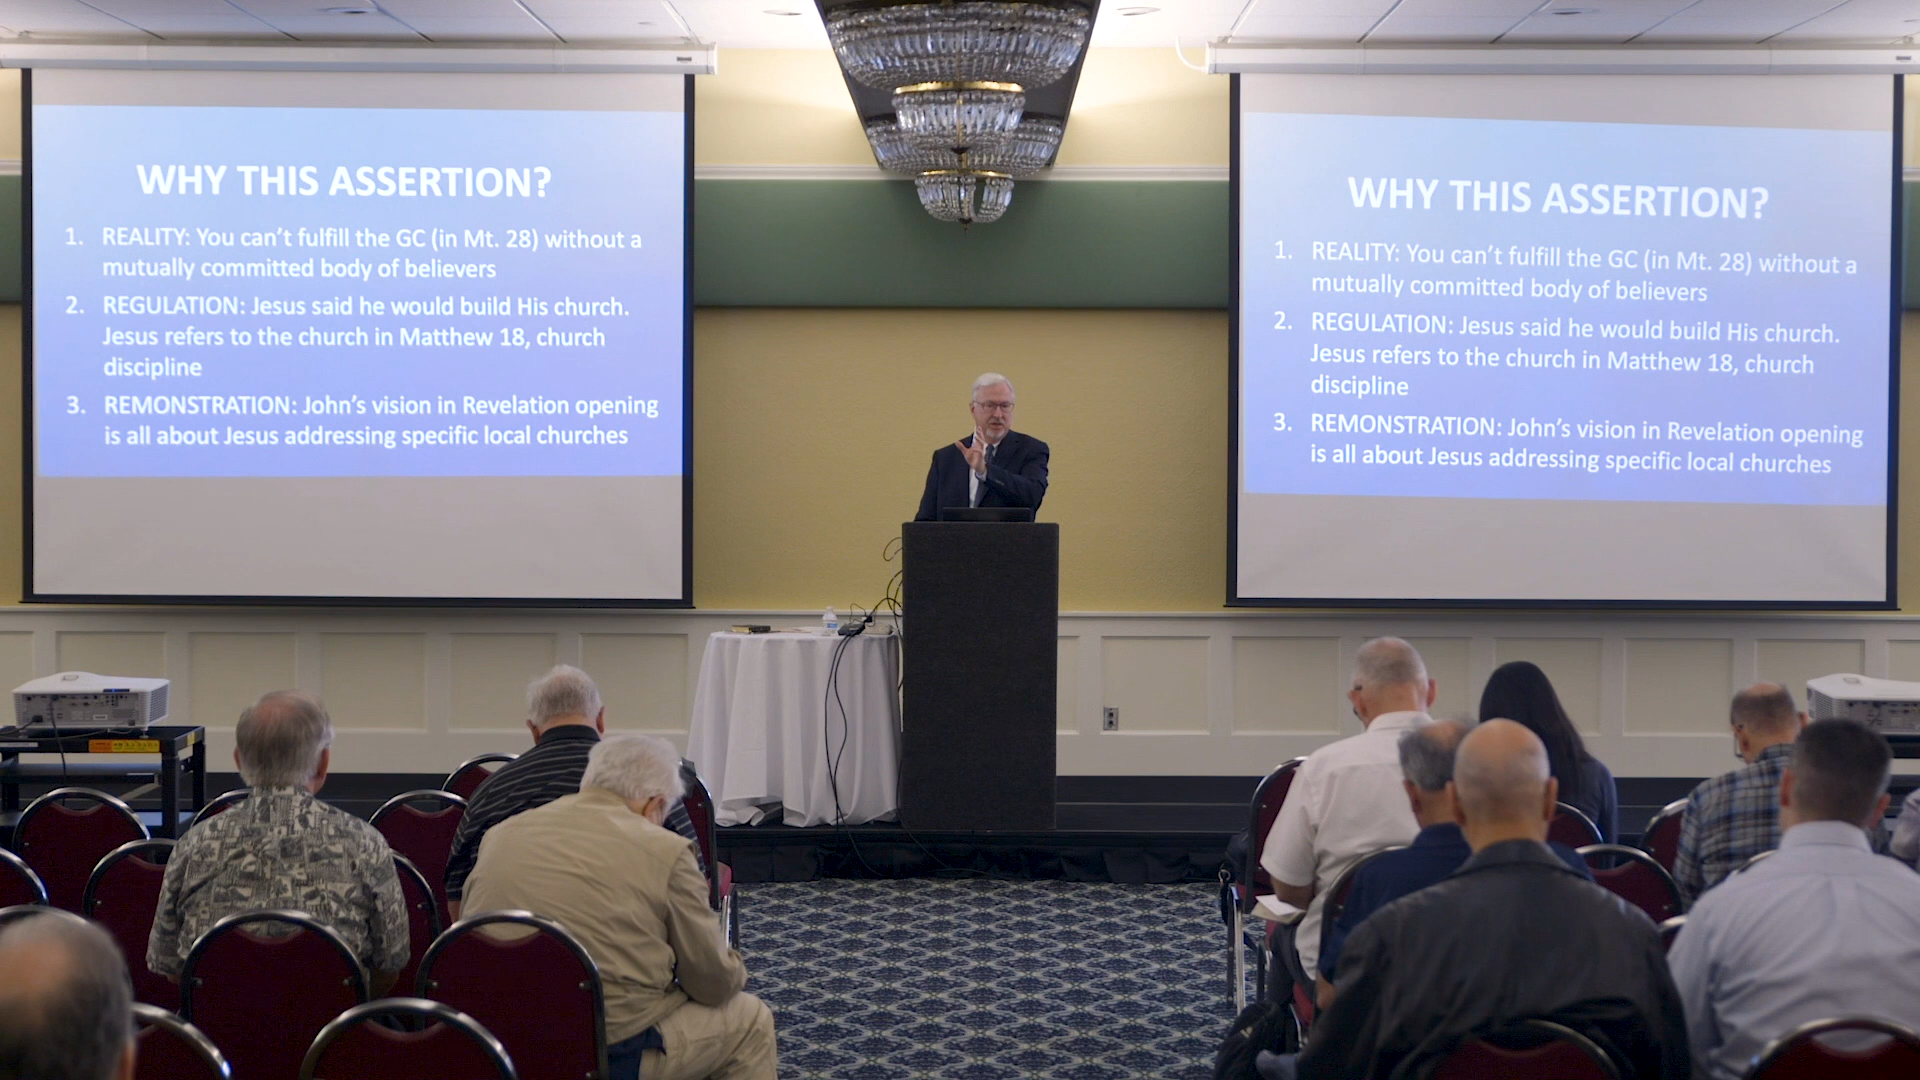 WHY THIS ASSERTION?
1. REALITY: You can't fulfill the GC (in Mt. 28) without a
mutually committed body of believers
2. REGULATION: Jesus said he would build His church.
Jesus refers to the church in Matthew 18, church
discipline
3. REMONSTRATION: John's vision in Revelation opening
is all about Jesus addressing specific local churches
WHY THIS ASSERTION?
1. REALITY: You can't fulfill the GC (in Mt. 28) without a
mutually committed body of believers
2. REGULATION: Jesus said he would build His church.
Jesus refers to the church in Matthew 18, church
discipline
3. REMONSTRATION: John's vision in Revelation opening
is all about Jesus addressing specific local churches